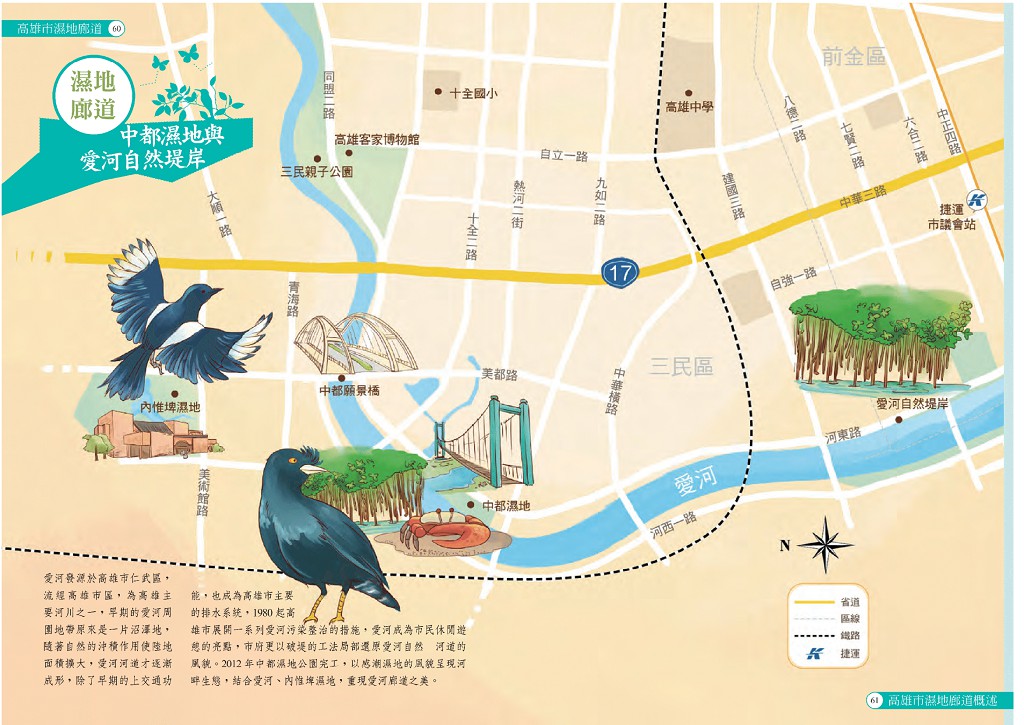 高雄市濕地廊道 60
濕地
廊道
中都濕地與
愛河自然堤岸
同盟二路
十全國小
高雄客家博物館
三民親子公園
自立一路
高雄中學
前金區
八德二路
七賢二路
六合二路
中正四路
大順一路
十全二路
熱河二街
九如二路
建國三路
中華三路
捷運
市議會站
17
自強一路
青海路
中都願景橋
美都路
中華橫路
三民區
內惟埤濕地
愛河自然堤岸
河東路
美術館路
中都濕地
愛河
河西一路
N
愛河發源於高雄市仁武區，
流經高雄市區，為高雄主
要河川之一，早期的愛河周
圍地帶原來是一片沼澤地，
隨著自然的沖積作用使陸地
面積擴大，愛河河道才逐漸
成形，除了早期的上交通功
能，也成為高雄市主要
的排水系統，1980 起高
雄市展開一系列愛河污染整治的措施，愛河成為市民休閒遊
憩的亮點，市府更以破堤的工法局部還原愛河自然　河道的
風貌。2012 年中都濕地公園完工，以感潮濕地的風貌呈現河
畔生態，結合愛河、內惟埤濕地，重現愛河廊道之美。
省道
區線
鐵路
捷運
61 高雄市濕地廊道概述